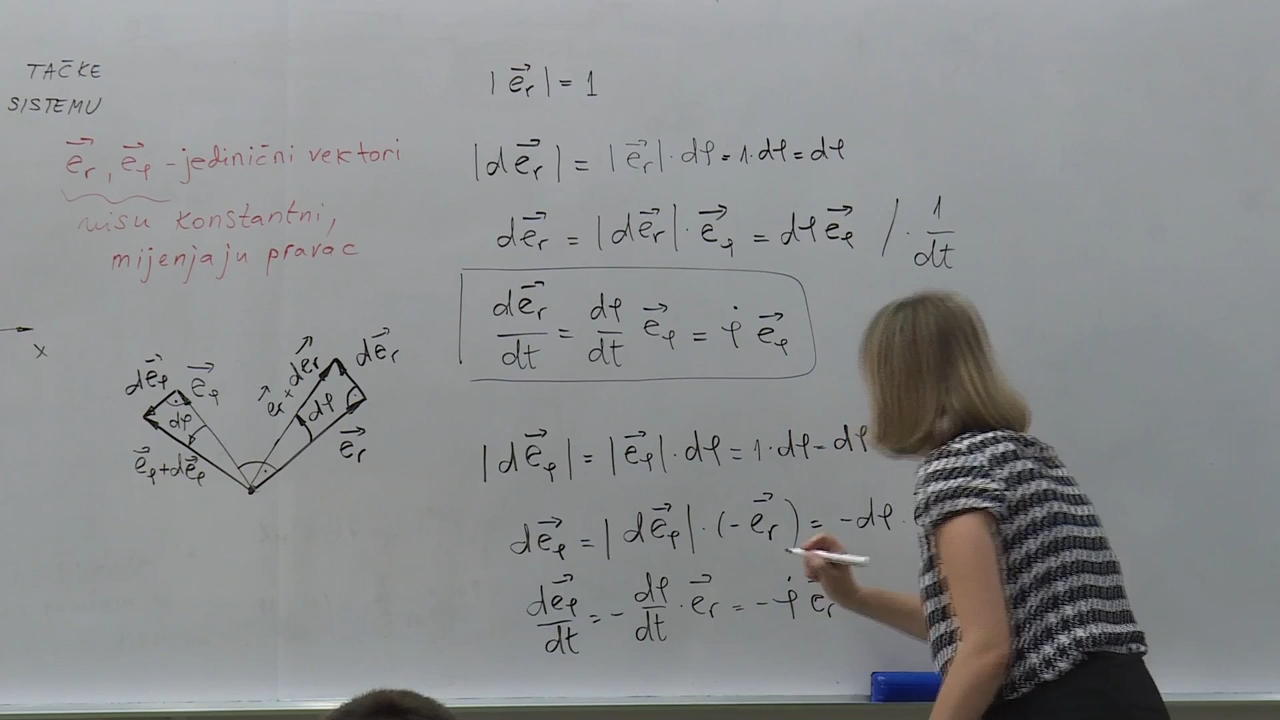 TAČKE
SISTEMU
e⃗r, e⃗φ - jedinični vektori
nisu konstantni,
mijenjaju pravac
x
de⃗φ
e⃗φ
dφ
e⃗φ+de⃗φ
e⃗r+de⃗r
de⃗r
dφ
e⃗r
|e⃗r| = 1
|de⃗r| = |e⃗r| · dφ = 1 · dφ = dφ
de⃗r = |de⃗r| · e⃗φ = dφ e⃗φ / · 1/dt
de⃗r/dt = dφ/dt e⃗φ = φ̇ e⃗φ
|de⃗φ| = |e⃗φ| · dφ = 1 · dφ = dφ
de⃗φ = |de⃗φ| · (- e⃗r) = - dφ ·
de⃗φ/dt = - dφ/dt · e⃗r = - φ̇ e⃗r